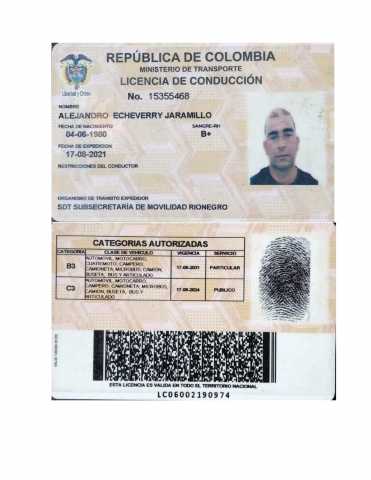 REPÚBLICA DE COLOMBIA
MINISTERIO DE TRANSPORTE
LICENCIA DE CONDUCCIÓN
Libertad y Orden
No. 15355468
NOMBRE
ALEJANDRO ECHEVERRY JARAMILLO
FECHA DE NACIMIENTO SANGRE-RH
04-06-1980 B+
FECHA DE EXPEDICION
17-08-2021
RESTRICCIONES DEL CONDUCTOR
ORGANISMO DE TRANSITO EXPEDIDOR
SDT SUBSECRETARÍA DE MOVILIDAD RIONEGRO
CATEGORIAS AUTORIZADAS
CATEGORIA CLASE DE VEHICULO VIGENCIA SERVICIO
B3 AUTOMOVIL, MOTOCARRO,
CUATRIMOTO, CAMPERO,
CAMIONETA, MICROBUS, CAMION,
BUSETA, BUS Y
ARTICULADO 17-08-2031 PARTICULAR
C3 AUTOMOVIL, MOTOCARRO,
CAMPERO, CAMIONETA, MICROBUS,
CAMION, BUSETA, BUS Y
ARTICULADO 17-08-2024 PUBLICO
ESTA LICENCIA ES VALIDA EN TODO EL TERRITORIO NACIONAL
LC06002190974